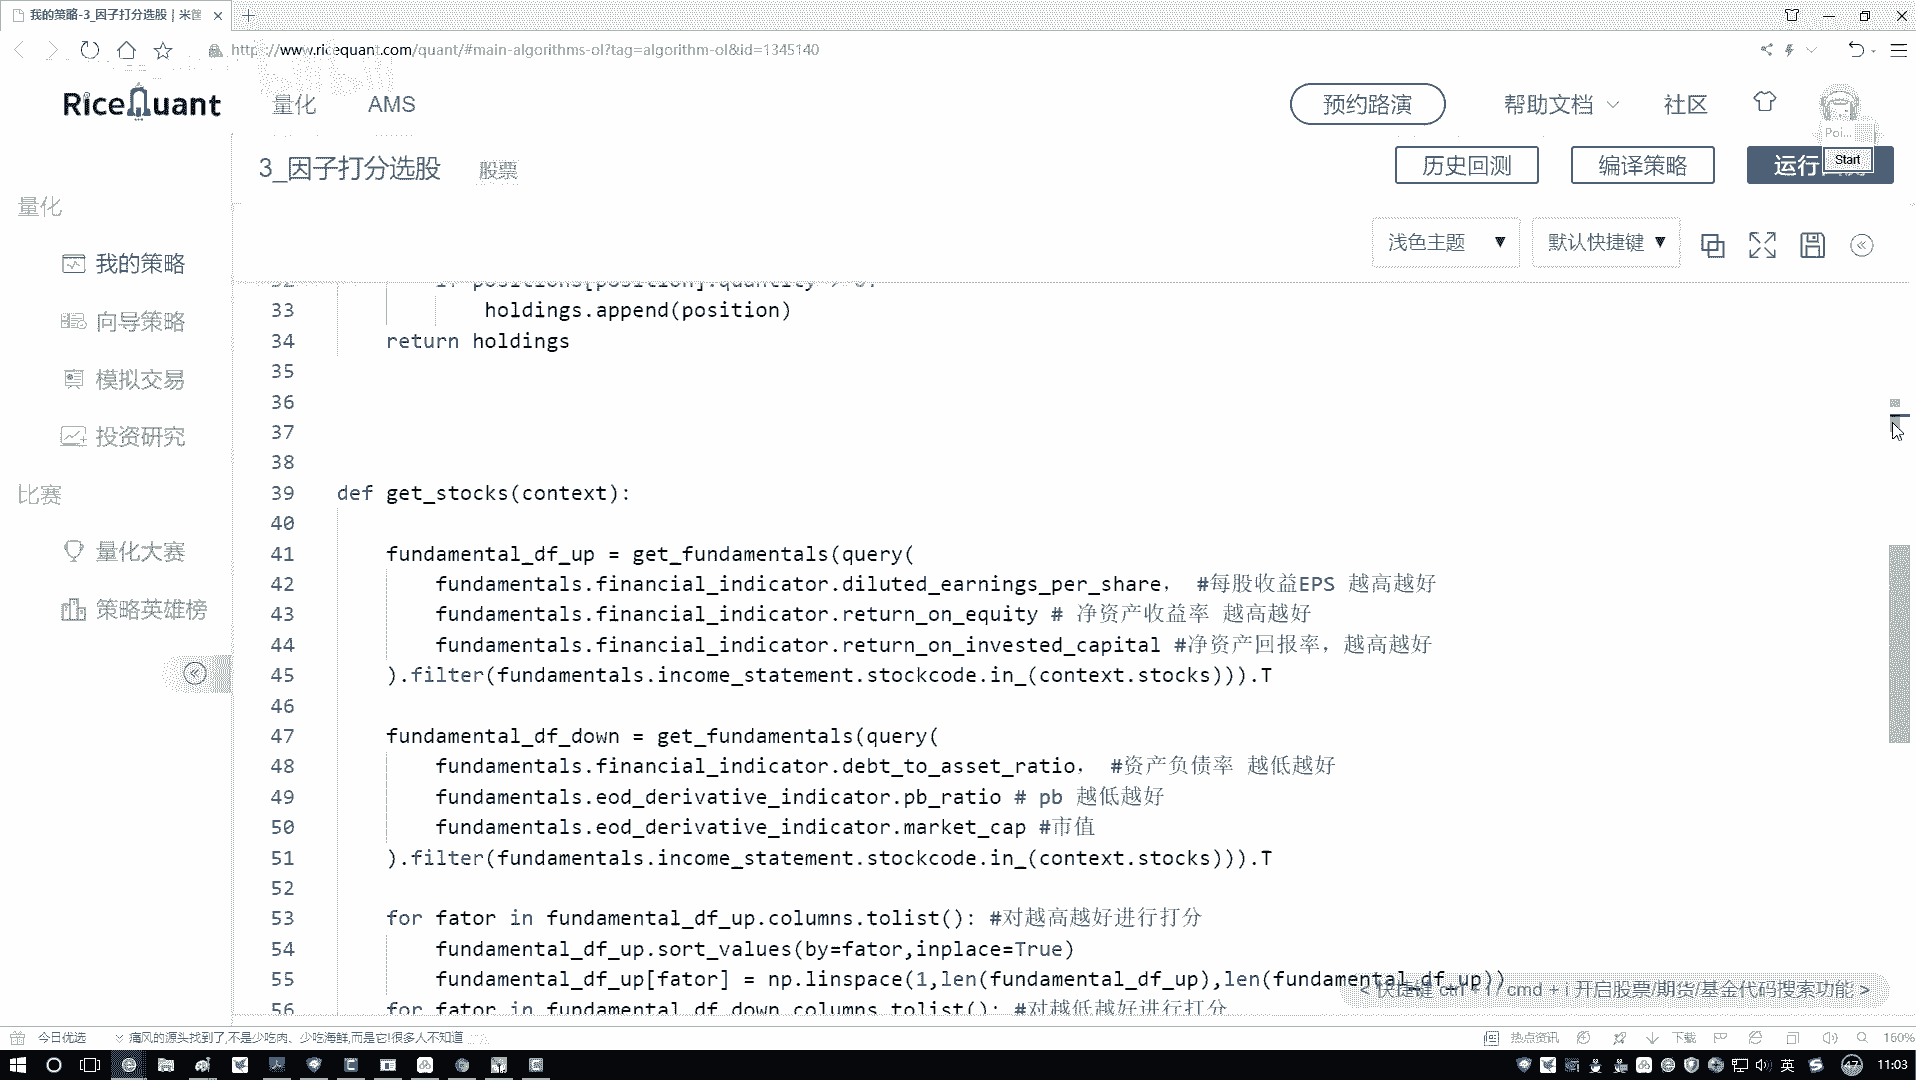 我的策略-3_因子打分选股 | 米筐
http://www.ricequant.com/quant/#main-algorithms-ol?tag=algorithm-ol&id=1345140
RiceQuant
量化
AMS
预约路演
帮助文档
社区
Poi...
3_因子打分选股
股票
历史回测
编译策略
运行
Start
量化
我的策略
向导策略
模拟交易
投资研究
比赛
量化大赛
策略英雄榜
浅色主题
默认快捷键
33 holdings.append(position)
34 return holdings
35
36
37
38
39 def get_stocks(context):
40
41 fundamental_df_up = get_fundamentals(query(
42 fundamentals.financial_indicator.diluted_earnings_per_share, #每股收益EPS 越高越好
43 fundamentals.financial_indicator.return_on_equity # 净资产收益率 越高越好
44 fundamentals.financial_indicator.return_on_invested_capital #净资产回报率，越高越好
45 ).filter(fundamentals.income_statement.stockcode.in_(context.stocks))).T
46
47 fundamental_df_down = get_fundamentals(query(
48 fundamentals.financial_indicator.debt_to_asset_ratio, #资产负债率 越低越好
49 fundamentals.eod_derivative_indicator.pb_ratio # pb 越低越好
50 fundamentals.eod_derivative_indicator.market_cap #市值
51 ).filter(fundamentals.income_statement.stockcode.in_(context.stocks))).T
52
53 for fator in fundamental_df_up.columns.tolist(): #对越高越好进行打分
54 fundamental_df_up.sort_values(by=fator,inplace=True)
55 fundamental_df_up[fator] = np.linspace(1,len(fundamental_df_up),len(fundamental_df_up))
56 for fator in fundamental_df_down.columns.tolist(): #对越低越好进行打分
< 快捷键 ctrl + i / cmd + i 开启股票/期货/基金代码搜索功能 >
今日优选
痛风的源头找到了,不是少吃肉、少吃海鲜,而是它!很多人不知道
热点资讯
下载
160%
英
47
11:03